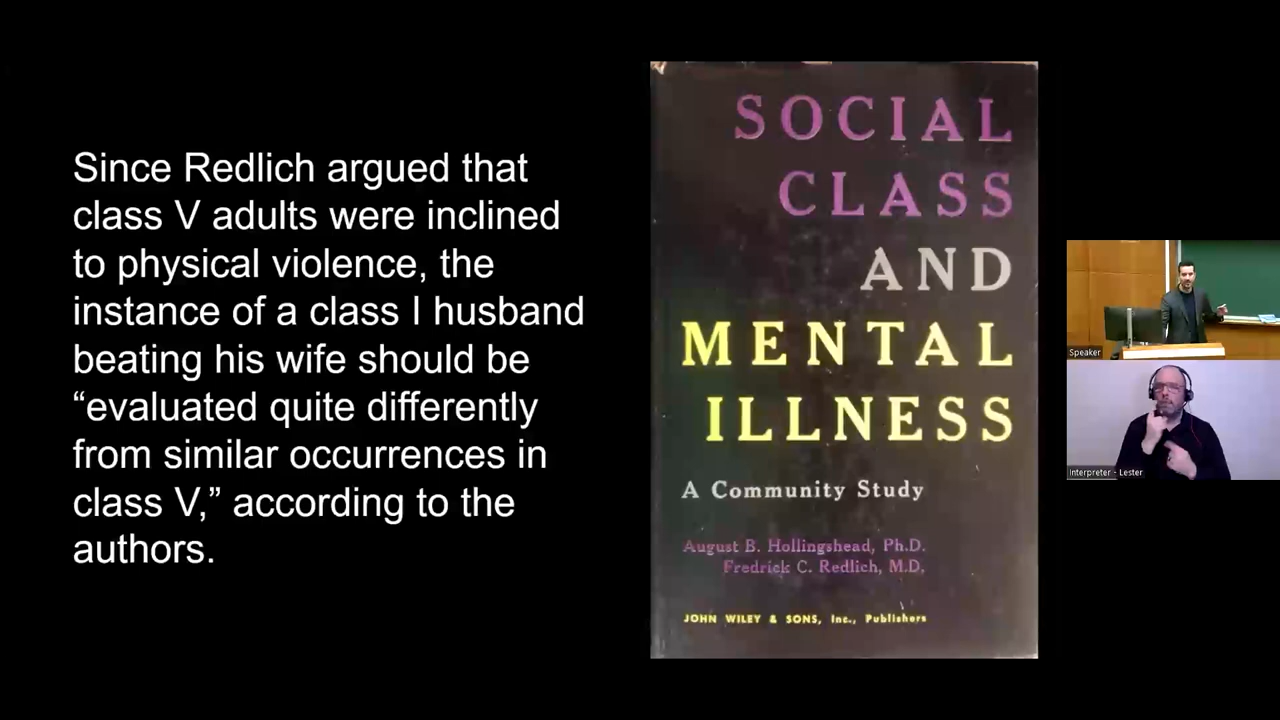 Since Redlich argued that
class V adults were inclined
to physical violence, the
instance of a class I husband
beating his wife should be
“evaluated quite differently
from similar occurrences in
class V,” according to the
authors.
SOCIAL
CLASS
AND
MENTAL
ILLNESS
A Community Study
August B. Hollingshead, Ph.D.
Fredrick C. Redlich, M.D.
JOHN WILEY & SONS, Inc., Publishers
Speaker
Interpreter - Lester